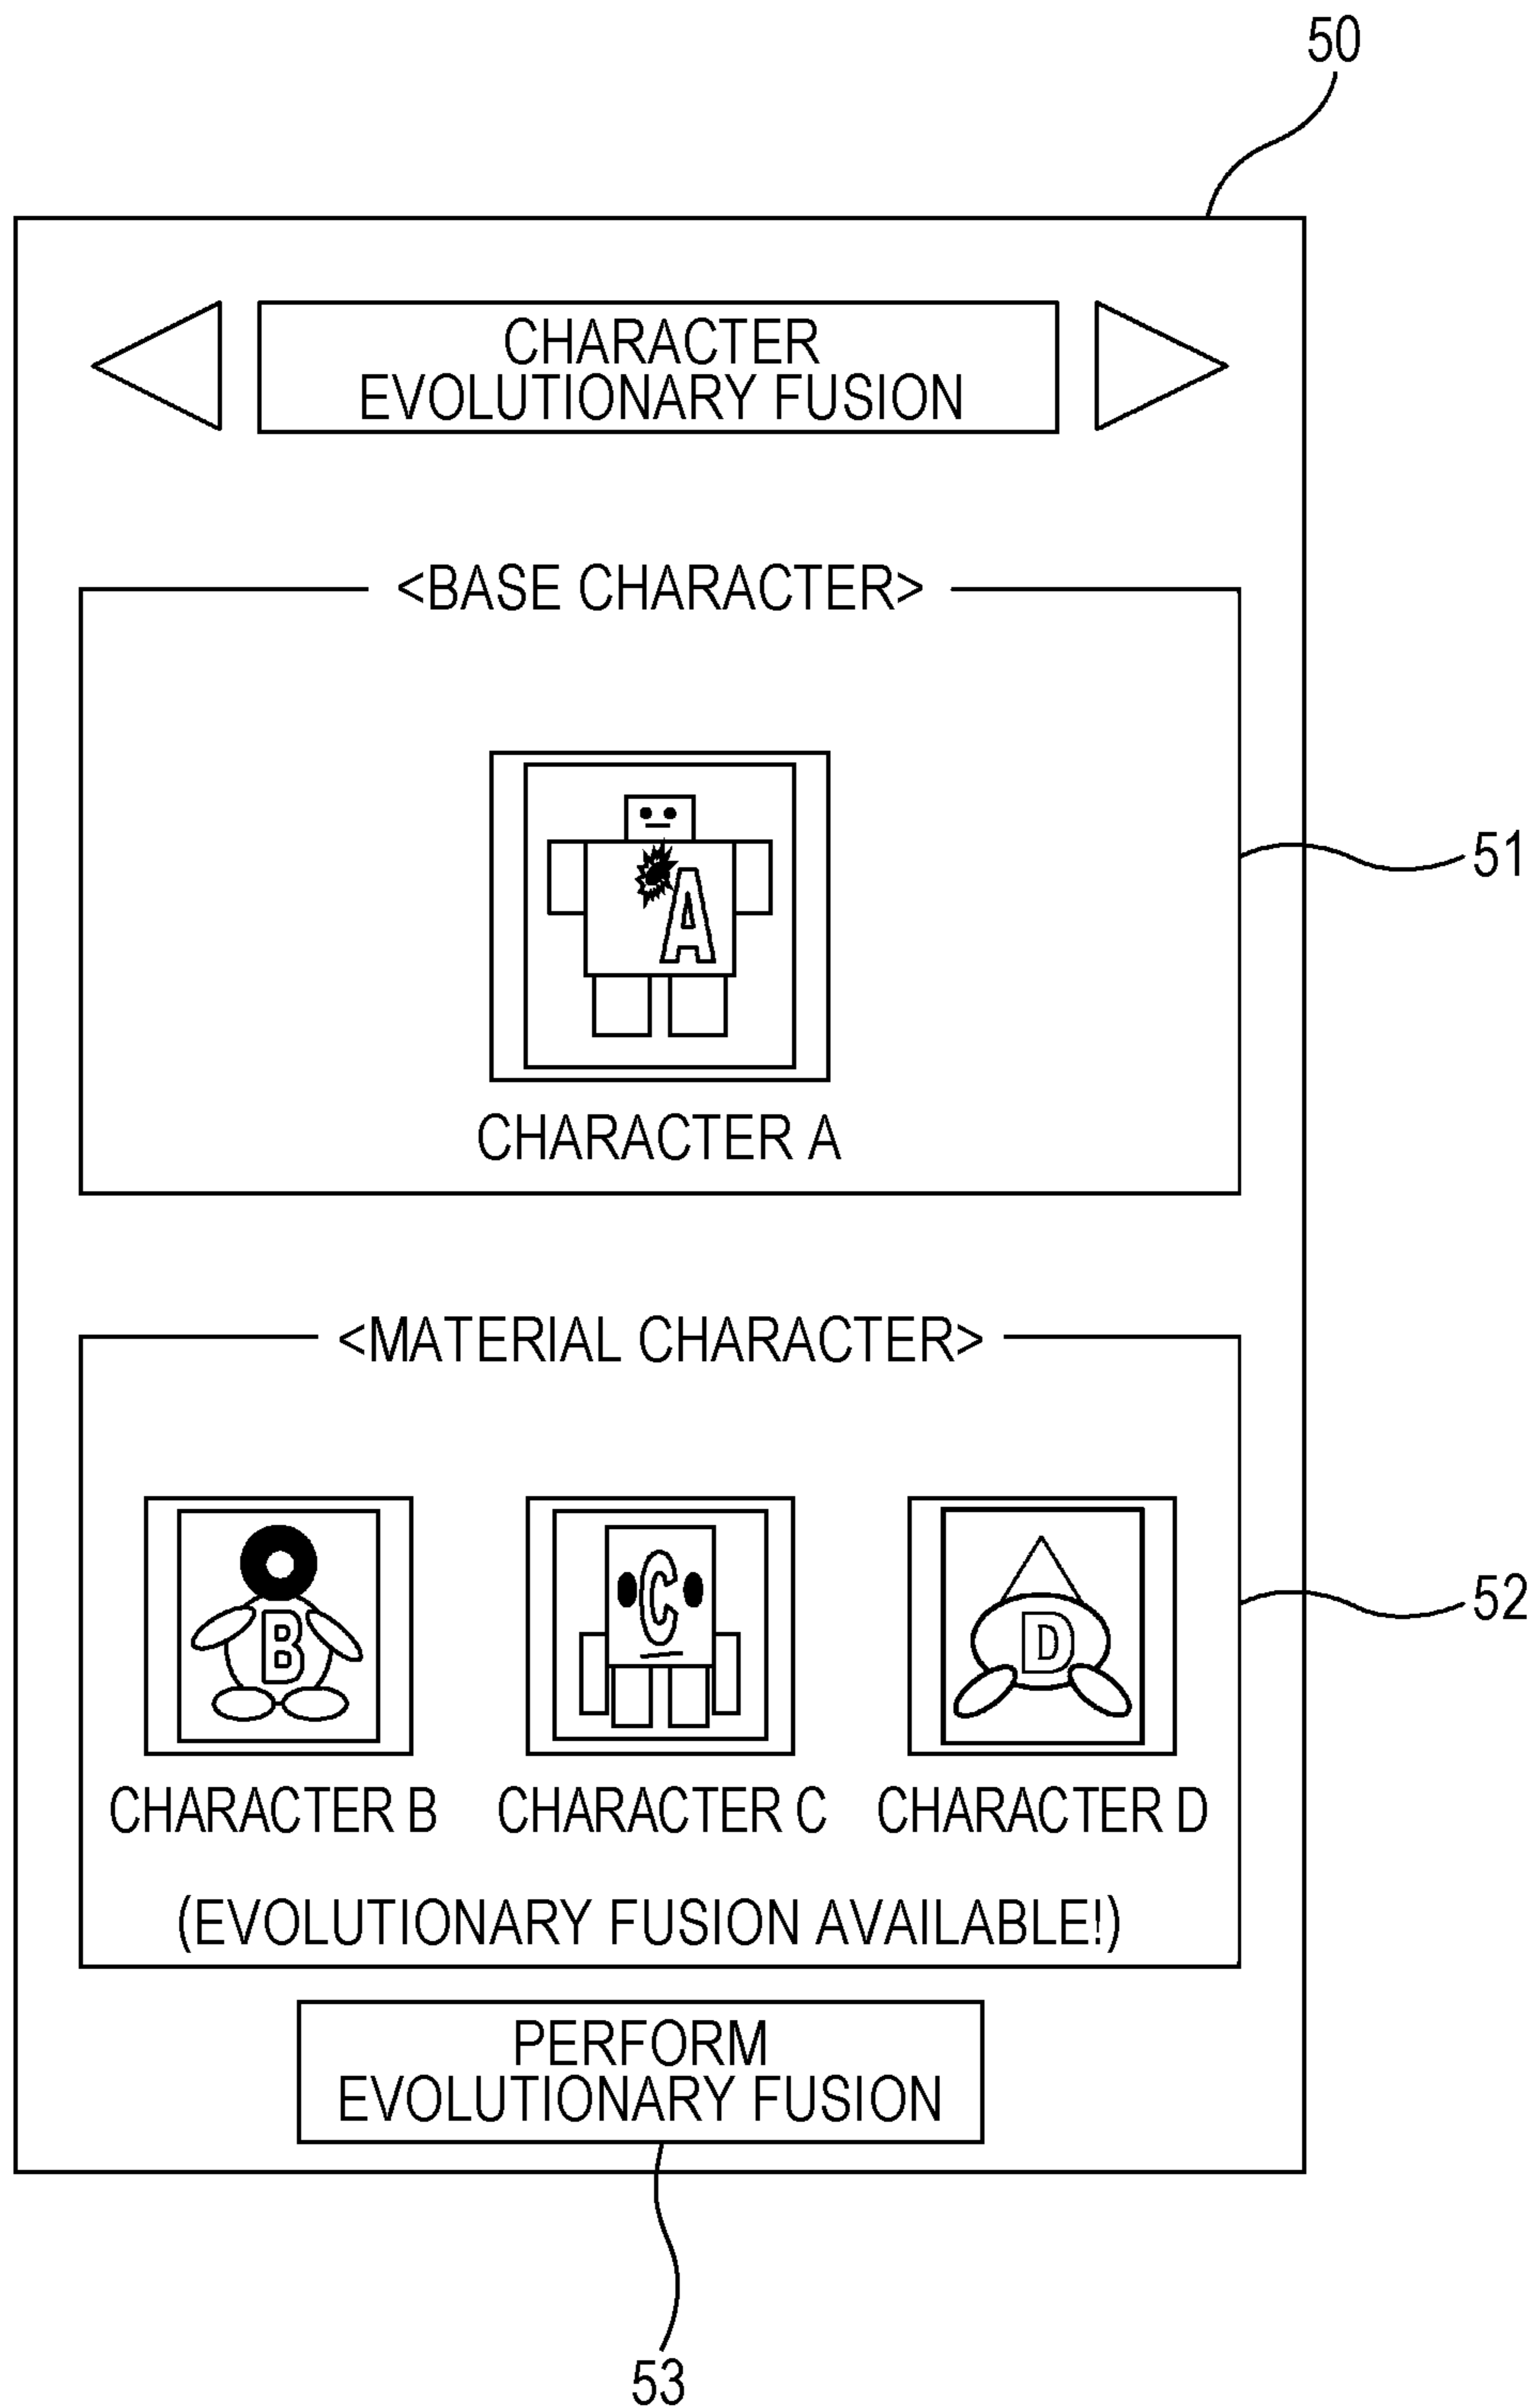 50
CHARACTER
EVOLUTIONARY FUSION
<BASE CHARACTER>
A
51
CHARACTER A
<MATERIAL CHARACTER>
B C D
52
CHARACTER B CHARACTER C CHARACTER D
(EVOLUTIONARY FUSION AVAILABLE!)
PERFORM
EVOLUTIONARY FUSION
53